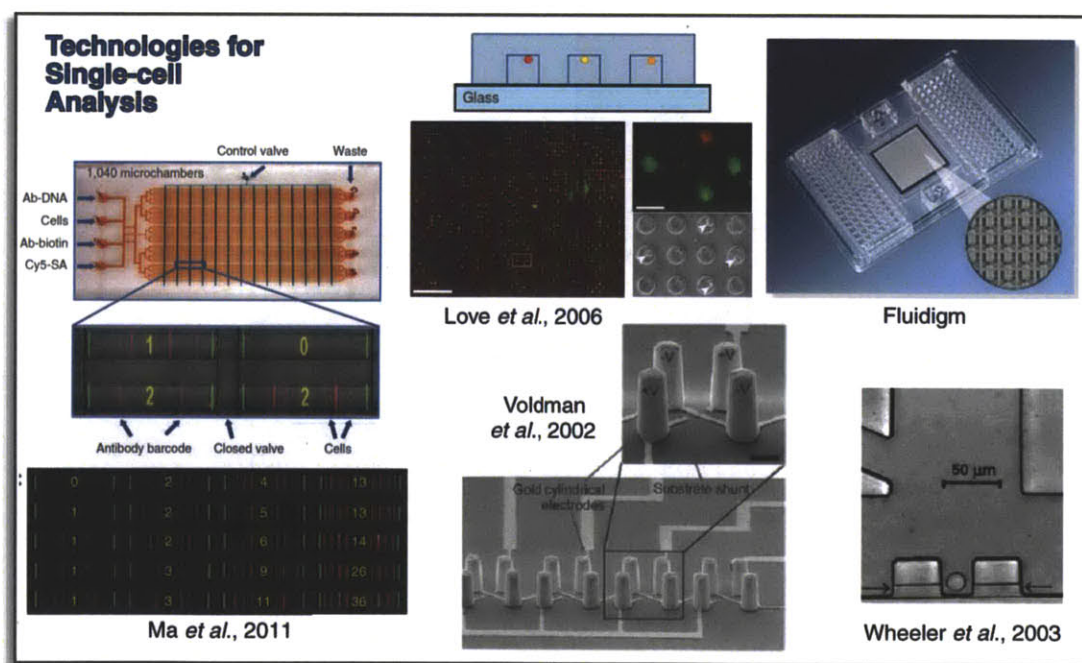 Technologies for
Single-cell
Analysis
Glass
Control valve
Waste
1,040 microchambers
Ab-DNA
Cells
Ab-biotin
Cy5-SA
Love et al., 2006
Fluidigm
1
0
2
2
Antibody barcode
Closed valve
Cells
Voldman
et al., 2002
+V
-V
Gold cylindrical
electrodes
Substrate shunt
50 µm
0 2 4 13
1 2 5 13
1 2 6 14
1 3 9 26
1 3 11 36
Ma et al., 2011
Wheeler et al., 2003